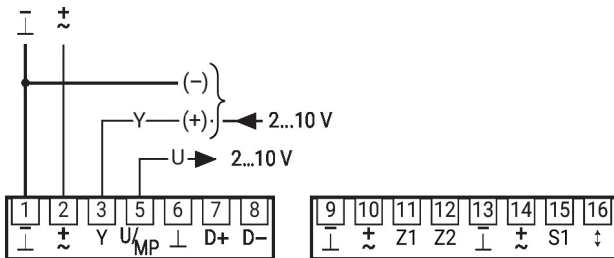 – +
⊥ ~
(–)
Y (+) 2...10 V
U 2...10 V
1 2 3 5 6 7 8 9 10 11 12 13 14 15 16
– + Y U/MP ⊥ D+ D– – + Z1 Z2 – + S1 ↕
⊥ ~ ⊥ ~ ⊥ ~